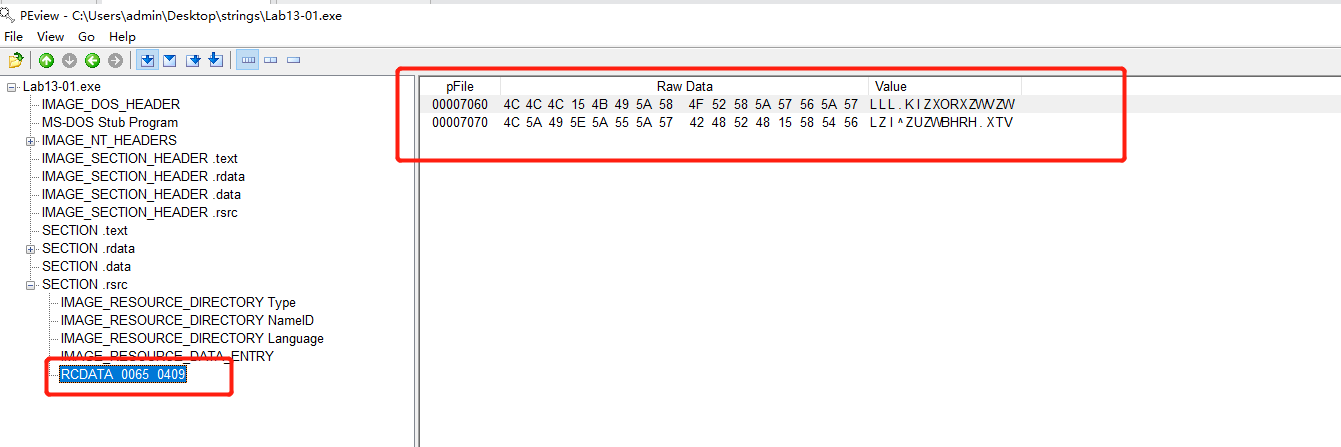 PEview - C:\Users\admin\Desktop\strings\Lab13-01.exe
File View Go Help
Lab13-01.exe
IMAGE_DOS_HEADER
MS-DOS Stub Program
IMAGE_NT_HEADERS
IMAGE_SECTION_HEADER .text
IMAGE_SECTION_HEADER .rdata
IMAGE_SECTION_HEADER .data
IMAGE_SECTION_HEADER .rsrc
SECTION .text
SECTION .rdata
SECTION .data
SECTION .rsrc
IMAGE_RESOURCE_DIRECTORY Type
IMAGE_RESOURCE_DIRECTORY NameID
IMAGE_RESOURCE_DIRECTORY Language
IMAGE_RESOURCE_DATA_ENTRY
RCDATA 0065 0409
pFile Raw Data Value
00007060 4C 4C 4C 15 4B 49 5A 58 4F 52 58 5A 57 56 5A 57 LLL.KIZXORXZWVZW
00007070 4C 5A 49 5E 5A 55 5A 57 42 48 52 48 15 58 54 56 LZI^ZUZWBHRH.XTV